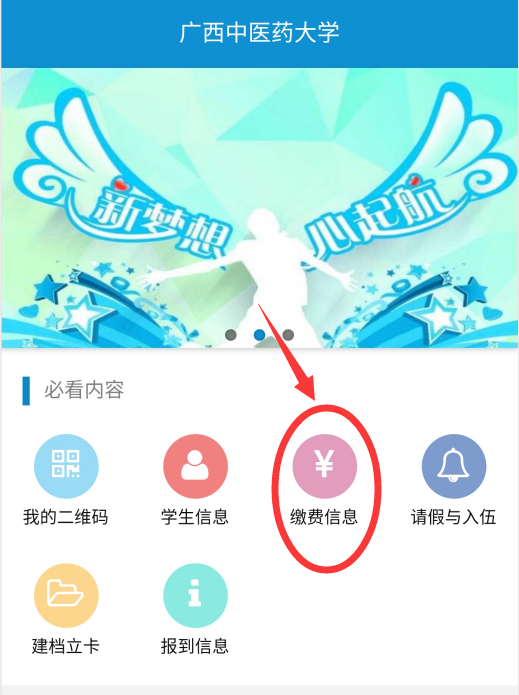 广西中医药大学
新梦想
心起航
必看内容
¥
我的二维码
学生信息
缴费信息
请假与入伍
i
建档立卡
报到信息